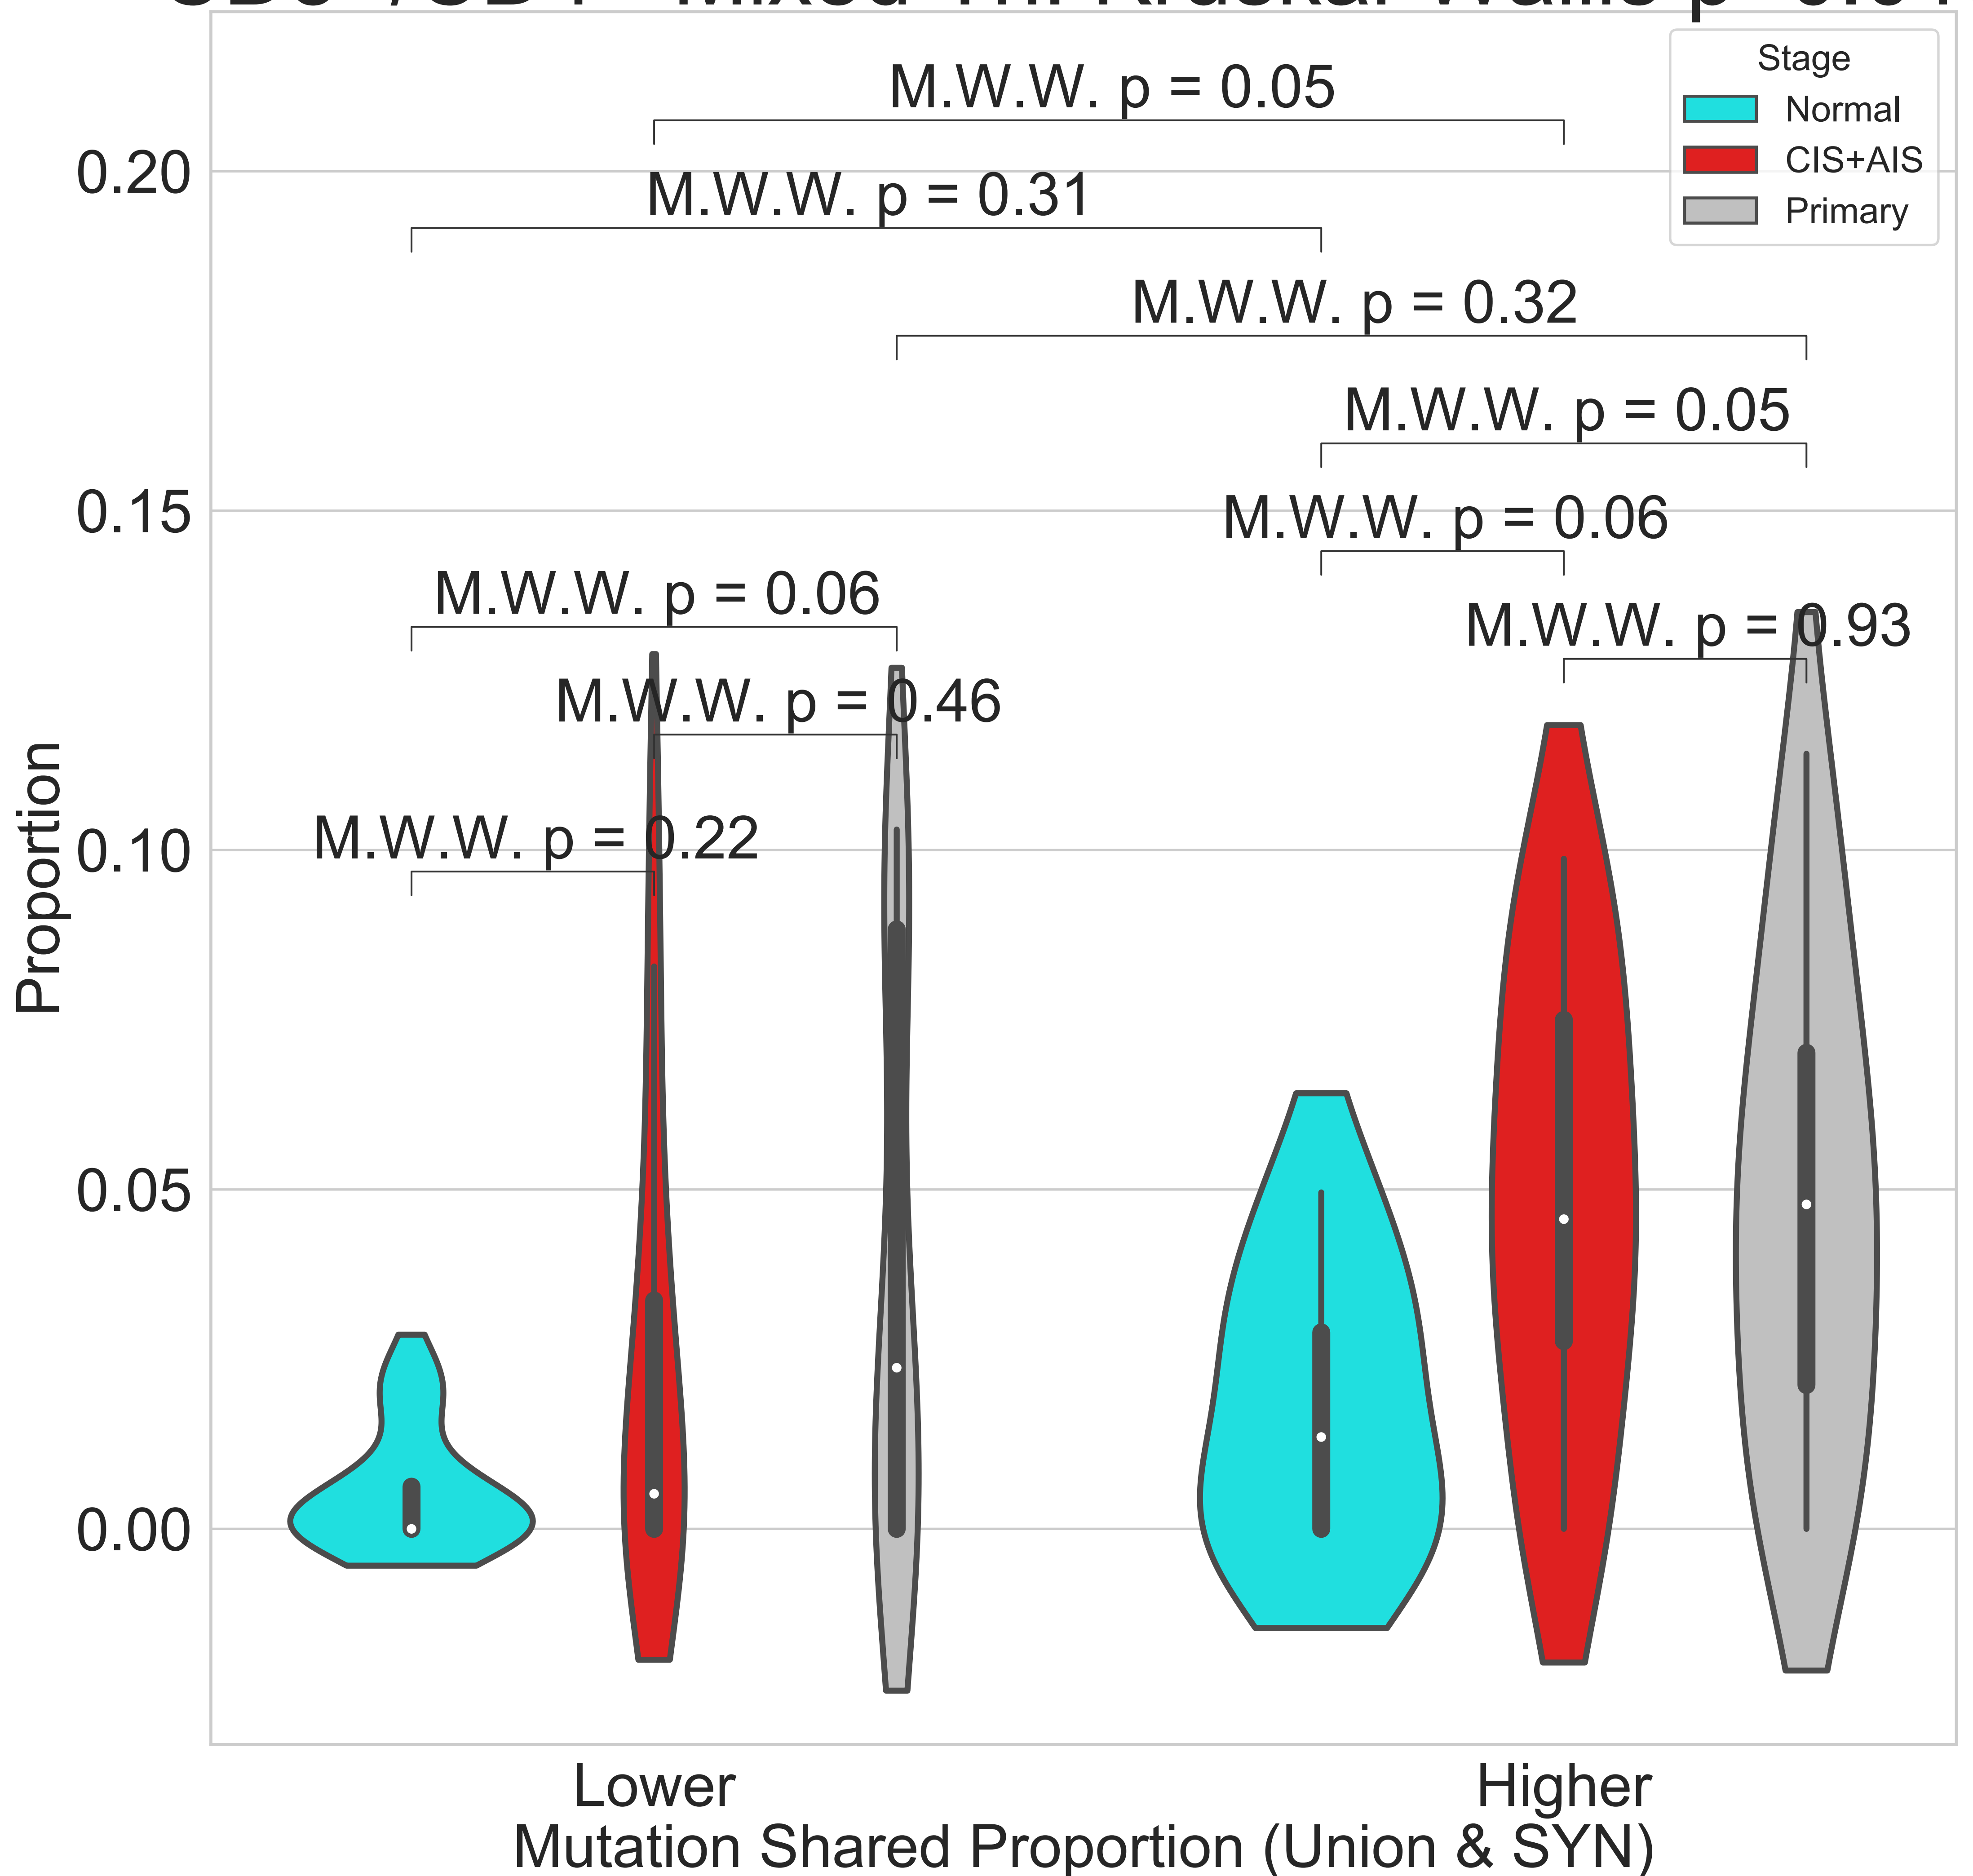 M.W.W. p = 0.05
M.W.W. p = 0.31
M.W.W. p = 0.32
M.W.W. p = 0.05
M.W.W. p = 0.06
M.W.W. p = 0.06
M.W.W. p = 0.93
M.W.W. p = 0.46
M.W.W. p = 0.22
Stage
Normal
CIS+AIS
Primary
0.20
0.15
0.10
0.05
0.00
Proportion
Lower
Higher
Mutation Shared Proportion (Union & SYN)